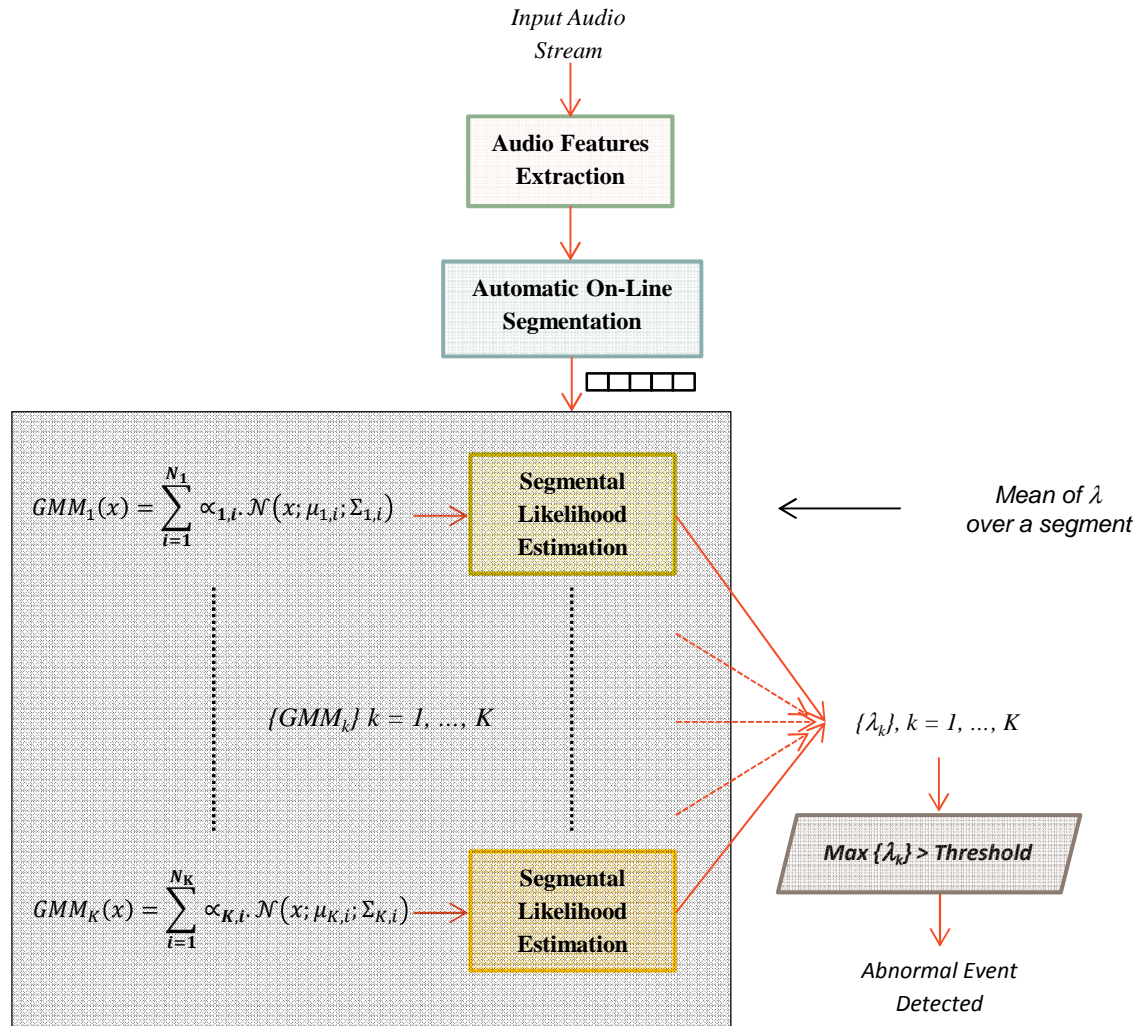 Input Audio
Stream
Audio Features
Extraction
Automatic On-Line
Segmentation
GMM₁(x) = ∑_{i=1}^{N₁} ∝_{1,i}. 𝒩(x; μ_{1,i}; Σ_{1,i})
Segmental
Likelihood
Estimation
Mean of λ
over a segment
{GMM_k} k = 1, ..., K
{λ_k}, k = 1, ..., K
Max {λ_k} > Threshold
GMM_K(x) = ∑_{i=1}^{N_K} ∝_{K,i}. 𝒩(x; μ_{K,i}; Σ_{K,i})
Segmental
Likelihood
Estimation
Abnormal Event
Detected